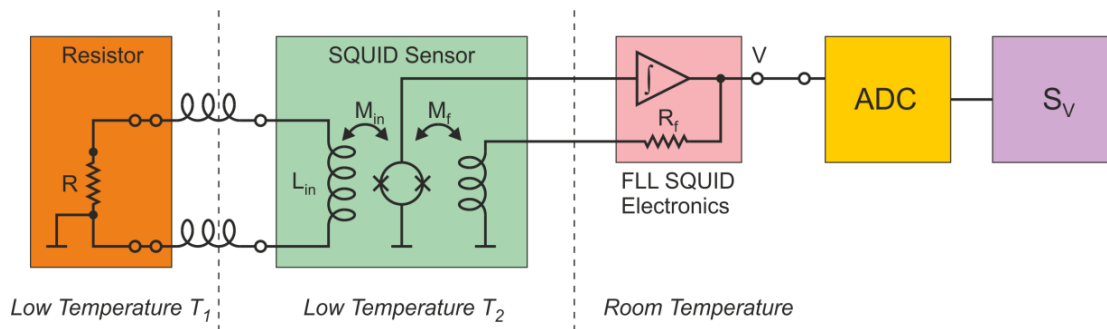 Resistor
R
SQUID Sensor
M_in
M_f
L_in
∫
R_f
V
FLL SQUID
Electronics
ADC
S_V
Low Temperature T_1
Low Temperature T_2
Room Temperature